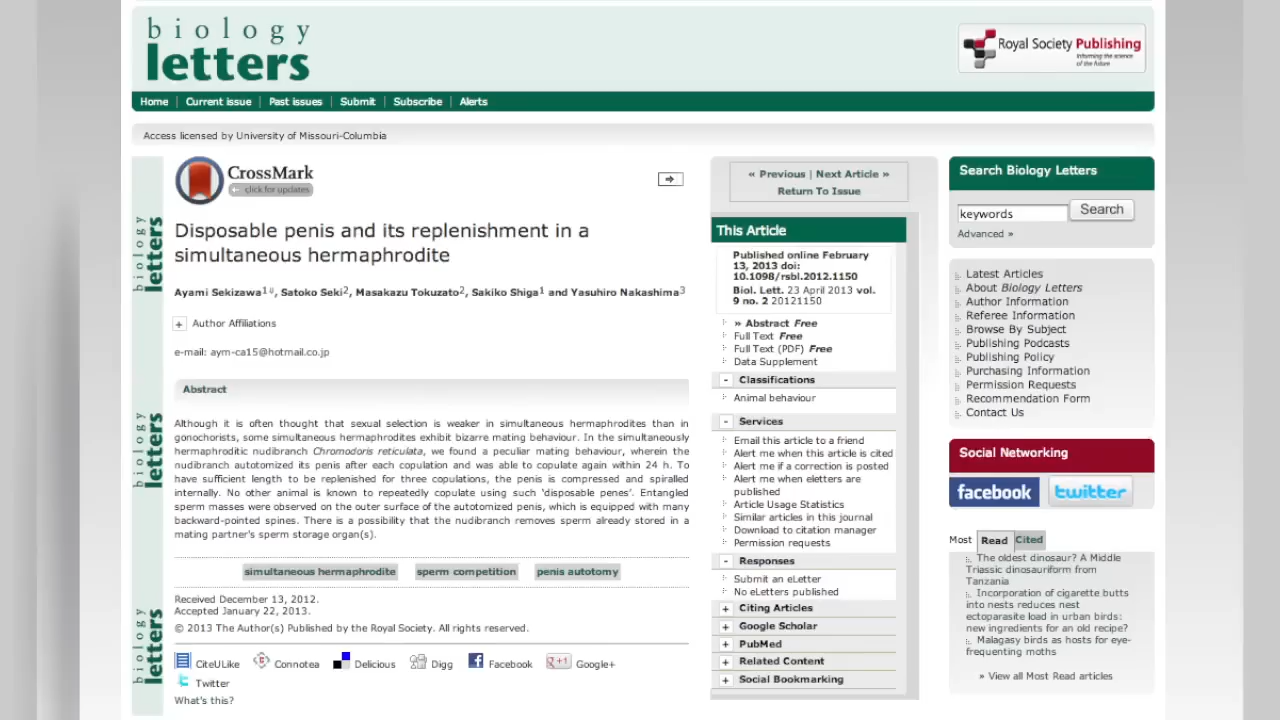 biology
letters
Royal Society Publishing
Informing the science
of the future
Home | Current issue | Past issues | Submit | Subscribe | Alerts
Access licensed by University of Missouri-Columbia
biology
letters
biology
letters
biology
letters
CrossMark
click for updates
Disposable penis and its replenishment in a
simultaneous hermaphrodite
Ayami Sekizawa1, Satoko Seki2, Masakazu Tokuzato2, Sakiko Shiga1 and Yasuhiro Nakashima3
+ Author Affiliations
e-mail: aym-ca15@hotmail.co.jp
Abstract
Although it is often thought that sexual selection is weaker in simultaneous hermaphrodites than in
gonochorists, some simultaneous hermaphrodites exhibit bizarre mating behaviour. In the simultaneously
hermaphroditic nudibranch Chromodoris reticulata, we found a peculiar mating behaviour, wherein the
nudibranch autotomized its penis after each copulation and was able to copulate again within 24 h. To
have sufficient length to be replenished for three copulations, the penis is compressed and spiralled
internally. No other animal is known to repeatedly copulate using such ‘disposable penes’. Entangled
sperm masses were observed on the outer surface of the autotomized penis, which is equipped with many
backward-pointed spines. There is a possibility that the nudibranch removes sperm already stored in a
mating partner's sperm storage organ(s).
simultaneous hermaphrodite sperm competition penis autotomy
Received December 13, 2012.
Accepted January 22, 2013.
© 2013 The Author(s) Published by the Royal Society. All rights reserved.
CiteULike Connotea Delicious Digg Facebook +1 Google+
Twitter
What's this?
« Previous | Next Article »
Return To Issue
This Article
Published online February
13, 2013 doi:
10.1098/rsbl.2012.1150
Biol. Lett. 23 April 2013 vol.
9 no. 2 20121150
» Abstract Free
Full Text Free
Full Text (PDF) Free
Data Supplement
- Classifications
Animal behaviour
- Services
Email this article to a friend
Alert me when this article is cited
Alert me if a correction is posted
Alert me when eletters are
published
Article Usage Statistics
Similar articles in this journal
Download to citation manager
Permission requests
- Responses
Submit an eLetter
No eLetters published
+ Citing Articles
+ Google Scholar
+ PubMed
+ Related Content
+ Social Bookmarking
Search Biology Letters
keywords Search
Advanced »
Latest Articles
About Biology Letters
Author Information
Referee Information
Browse By Subject
Publishing Podcasts
Publishing Policy
Purchasing Information
Permission Requests
Recommendation Form
Contact Us
Social Networking
facebook twitter
Most Read Cited
The oldest dinosaur? A Middle
Triassic dinosauriform from
Tanzania
Incorporation of cigarette butts
into nests reduces nest
ectoparasite load in urban birds:
new ingredients for an old recipe?
Malagasy birds as hosts for eye-
frequenting moths
» View all Most Read articles